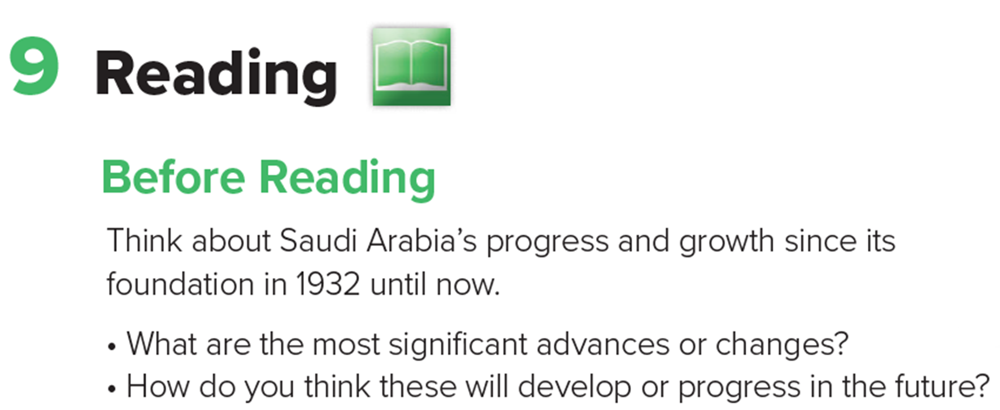 9 Reading
Before Reading
Think about Saudi Arabia’s progress and growth since its
foundation in 1932 until now.
• What are the most significant advances or changes?
• How do you think these will develop or progress in the future?